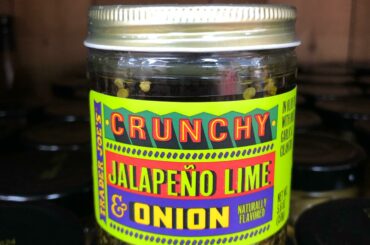 TRADER JOE'S
CRUNCHY
JALAPEÑO LIME
& ONION
NATURALLY
FLAVORED